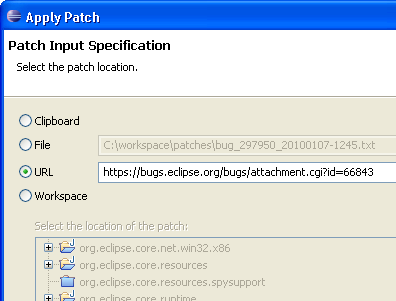 Apply Patch
Patch Input Specification
Select the patch location.
Clipboard
File C:\workspace\patches\bug_297950_20100107-1245.txt
URL https://bugs.eclipse.org/bugs/attachment.cgi?id=66843
Workspace
Select the location of the patch:
org.eclipse.core.net.win32.x86
org.eclipse.core.resources
org.eclipse.core.resources.spysupport
org.eclipse.core.runtime